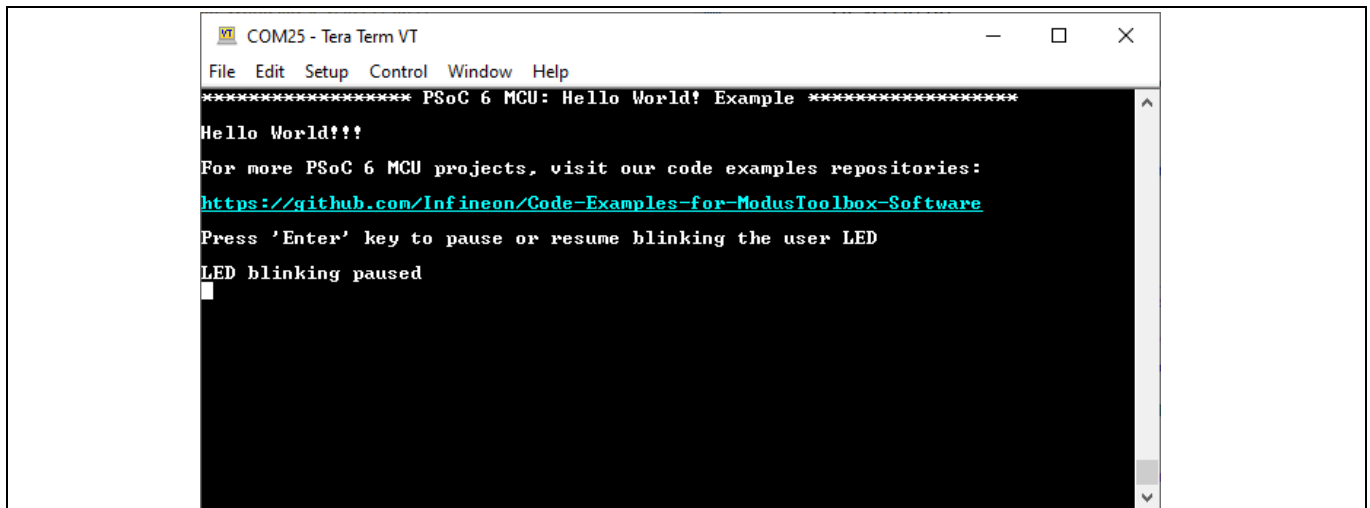 VT COM25 - Tera Term VT
File Edit Setup Control Window Help
****************** PSoC 6 MCU: Hello World! Example ******************
Hello World!!!
For more PSoC 6 MCU projects, visit our code examples repositories:
https://github.com/Infineon/Code-Examples-for-ModusToolbox-Software
Press 'Enter' key to pause or resume blinking the user LED
LED blinking paused